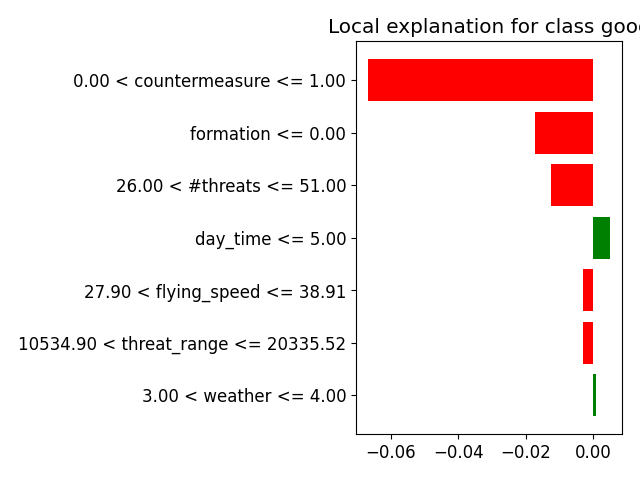 Local explanation for class goo
0.00 < countermeasure <= 1.00
formation <= 0.00
26.00 < #threats <= 51.00
day_time <= 5.00
27.90 < flying_speed <= 38.91
10534.90 < threat_range <= 20335.52
3.00 < weather <= 4.00
−0.06 −0.04 −0.02 0.00